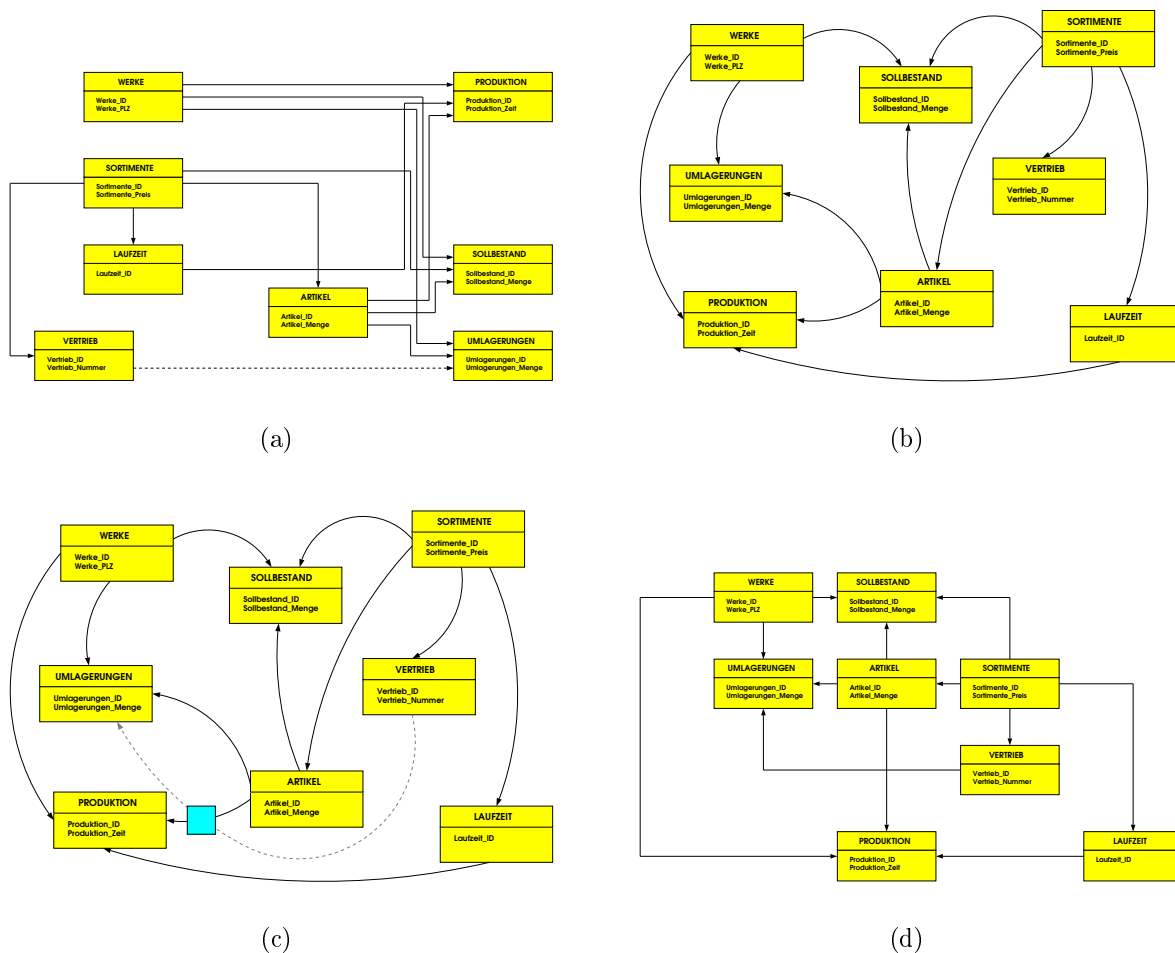 WERKE
Werke_ID
Werke_PLZ
PRODUKTION
Produktion_ID
Produktion_Zeit
SORTIMENTE
Sortimente_ID
Sortimente_Preis
LAUFZEIT
Laufzeit_ID
SOLLBESTAND
Sollbestand_ID
Sollbestand_Menge
ARTIKEL
Artikel_ID
Artikel_Menge
VERTRIEB
Vertrieb_ID
Vertrieb_Nummer
UMLAGERUNGEN
Umlagerungen_ID
Umlagerungen_Menge
(a)
WERKE
Werke_ID
Werke_PLZ
SORTIMENTE
Sortimente_ID
Sortimente_Preis
SOLLBESTAND
Sollbestand_ID
Sollbestand_Menge
UMLAGERUNGEN
Umlagerungen_ID
Umlagerungen_Menge
VERTRIEB
Vertrieb_ID
Vertrieb_Nummer
ARTIKEL
Artikel_ID
Artikel_Menge
PRODUKTION
Produktion_ID
Produktion_Zeit
LAUFZEIT
Laufzeit_ID
(b)
WERKE
Werke_ID
Werke_PLZ
SORTIMENTE
Sortimente_ID
Sortimente_Preis
SOLLBESTAND
Sollbestand_ID
Sollbestand_Menge
UMLAGERUNGEN
Umlagerungen_ID
Umlagerungen_Menge
VERTRIEB
Vertrieb_ID
Vertrieb_Nummer
ARTIKEL
Artikel_ID
Artikel_Menge
PRODUKTION
Produktion_ID
Produktion_Zeit
LAUFZEIT
Laufzeit_ID
(c)
WERKE
Werke_ID
Werke_PLZ
SOLLBESTAND
Sollbestand_ID
Sollbestand_Menge
UMLAGERUNGEN
Umlagerungen_ID
Umlagerungen_Menge
ARTIKEL
Artikel_ID
Artikel_Menge
SORTIMENTE
Sortimente_ID
Sortimente_Preis
VERTRIEB
Vertrieb_ID
Vertrieb_Nummer
PRODUKTION
Produktion_ID
Produktion_Zeit
LAUFZEIT
Laufzeit_ID
(d)